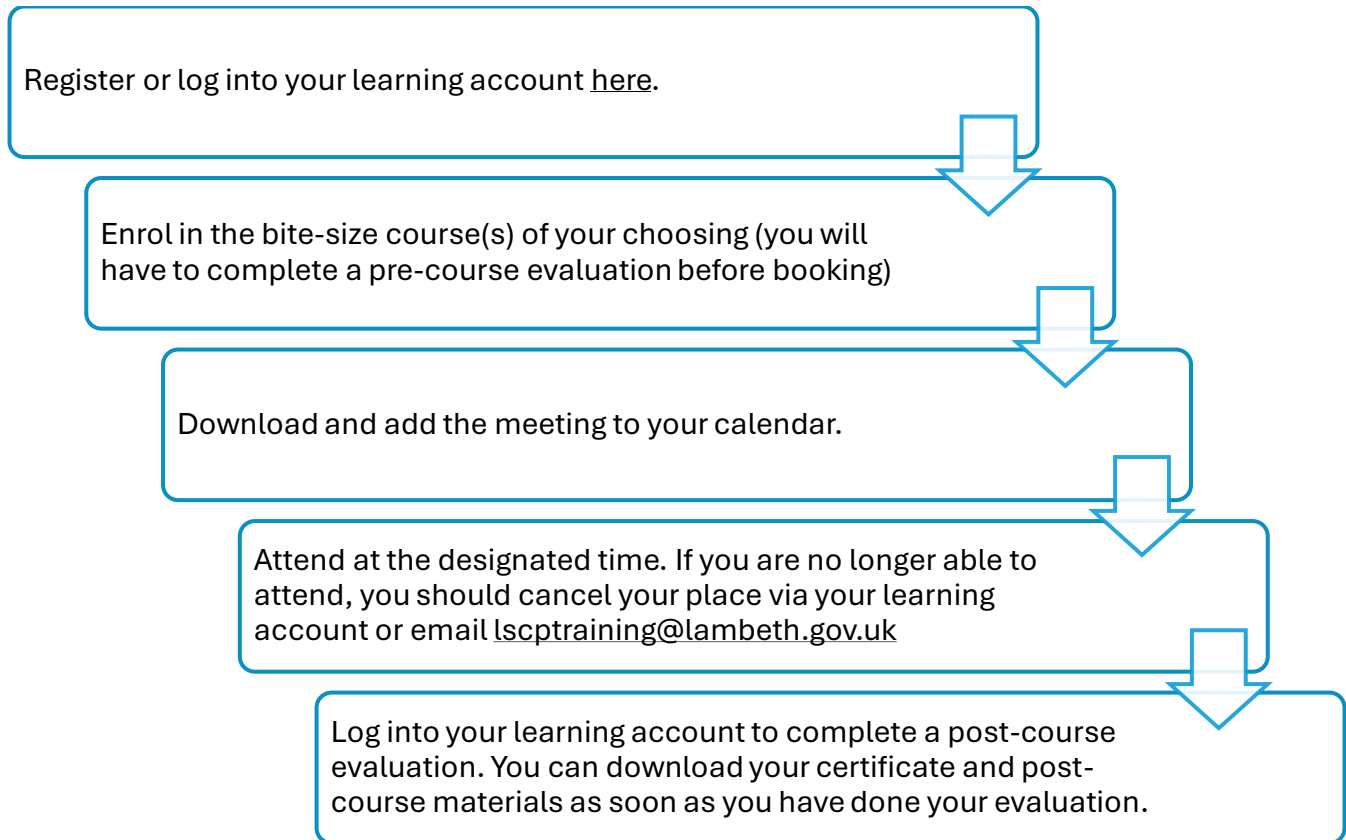 Register or log into your learning account here.
Enrol in the bite-size course(s) of your choosing (you will
have to complete a pre-course evaluation before booking)
Download and add the meeting to your calendar.
Attend at the designated time. If you are no longer able to
attend, you should cancel your place via your learning
account or email lscptraining@lambeth.gov.uk
Log into your learning account to complete a post-course
evaluation. You can download your certificate and post-
course materials as soon as you have done your evaluation.